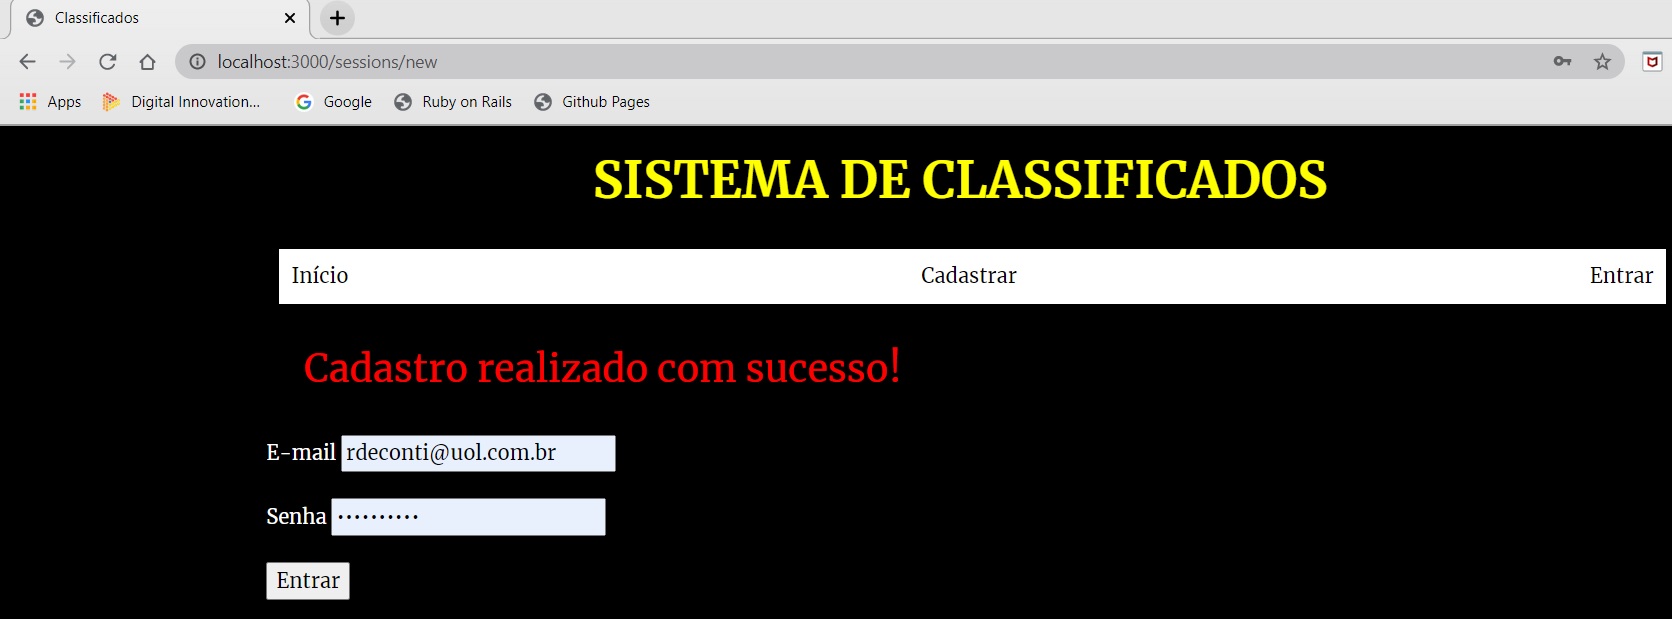 Classificados
localhost:3000/sessions/new
Apps Digital Innovation... Google Ruby on Rails Github Pages
SISTEMA DE CLASSIFICADOS
Início Cadastrar Entrar
Cadastro realizado com sucesso!
E-mail rdeconti@uol.com.br
Senha ··········
Entrar